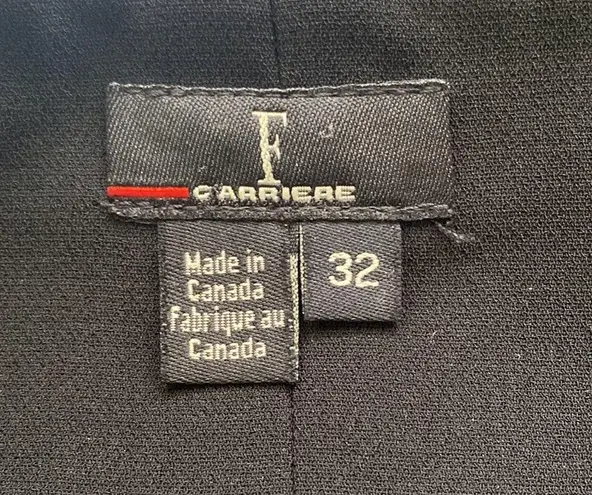 F
CARRIERE
Made in
Canada
fabrique au
Canada
32